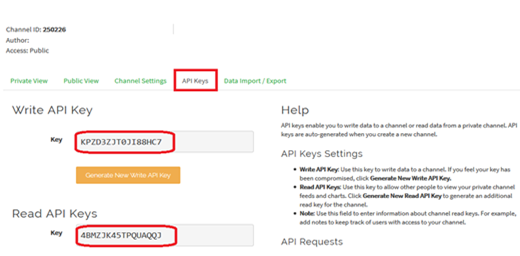 Channel ID: 250226
Author:
Access: Public
Private View Public View Channel Settings API Keys Data Import / Export
Write API Key
Key KPZD3ZJT0JI88HC7
Generate New Write API Key
Read API Keys
Key 4BMZJK45TPQUAQQJ
Help
API keys enable you to write data to a channel or read data from a private channel. API
keys are auto-generated when you create a new channel.
API Keys Settings
• Write API Key: Use this key to write data to a channel. If you feel your key has
been compromised, click Generate New Write API Key.
• Read API Keys: Use this key to allow other people to view your private channel
feeds and charts. Click Generate New Read API Key to generate an additional
read key for the channel.
• Note: Use this field to enter information about channel read keys. For example,
add notes to keep track of users with access to your channel.
API Requests